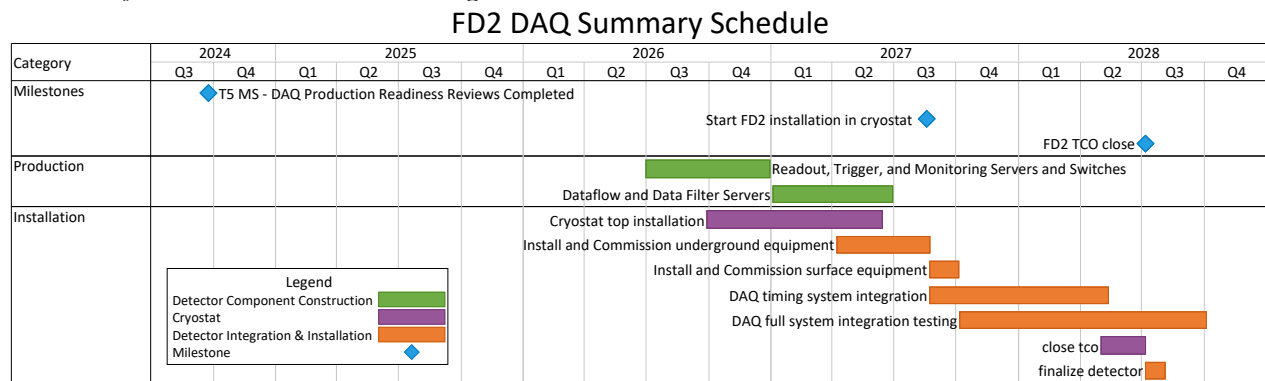 FD2 DAQ Summary Schedule
Category 2024 2025 2026 2027 2028
Q3 Q4 Q1 Q2 Q3 Q4 Q1 Q2 Q3 Q4 Q1 Q2 Q3 Q4 Q1 Q2 Q3 Q4
Milestones T5 MS - DAQ Production Readiness Reviews Completed
Start FD2 installation in cryostat
FD2 TCO close
Production Readout, Trigger, and Monitoring Servers and Switches
Dataflow and Data Filter Servers
Installation Cryostat top installation
Install and Commission underground equipment
Install and Commission surface equipment
DAQ timing system integration
DAQ full system integration testing
close tco
finalize detector
Legend
Detector Component Construction
Cryostat
Detector Integration & Installation
Milestone